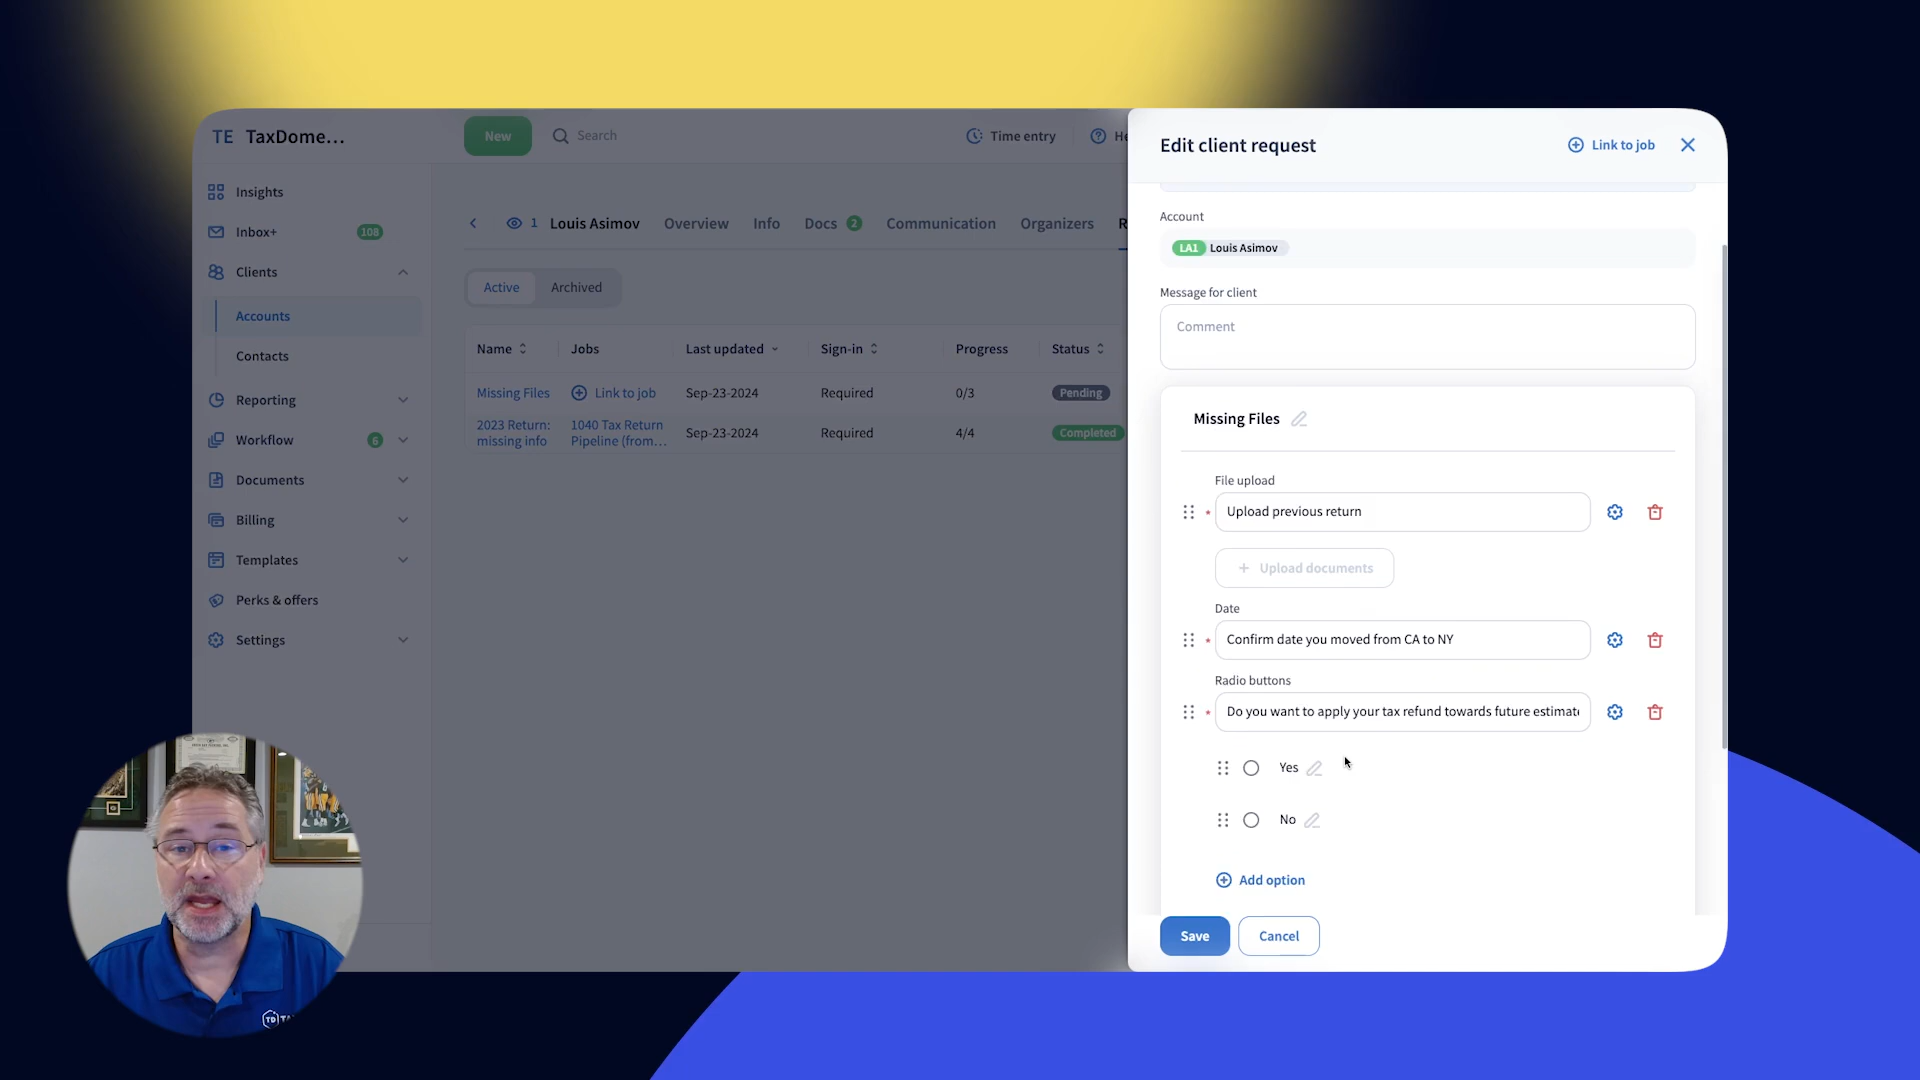 TE TaxDome...
New
Search
Time entry
He
Insights
Inbox+ 108
Clients
Accounts
Contacts
Reporting
Workflow 6
Documents
Billing
Templates
Perks & offers
Settings
1 Louis Asimov Overview Info Docs 2 Communication Organizers R
Active Archived
Name Jobs Last updated Sign-in Progress Status
Missing Files Link to job Sep-23-2024 Required 0/3 Pending
2023 Return: 1040 Tax Return Sep-23-2024 Required 4/4 Completed
missing info Pipeline (from...
Edit client request
Link to job
Account
LA1 Louis Asimov
Message for client
Comment
Missing Files
File upload
Upload previous return
+ Upload documents
Date
* Confirm date you moved from CA to NY
Radio buttons
* Do you want to apply your tax refund towards future estimat
Yes
No
Add option
Save Cancel
TD TA